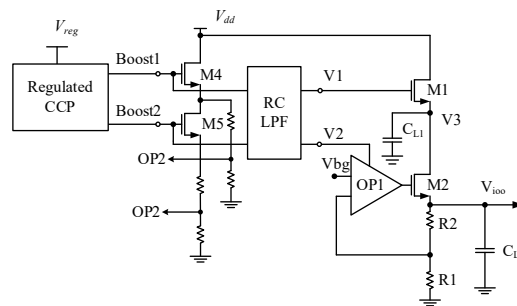 Vreg
Vdd
Boost1
M4
V1
M1
Regulated
CCP
RC
LPF
CL1
V3
Boost2
M5
V2
Vbg
OP1
M2
Vioo
OP2
OP2
R2
CL
R1